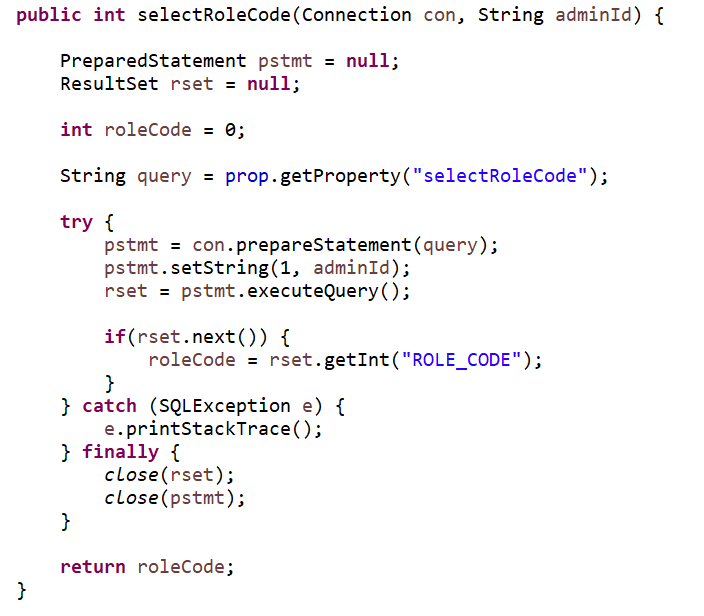 public int selectRoleCode(Connection con, String adminId) {
PreparedStatement pstmt = null;
ResultSet rset = null;
int roleCode = 0;
String query = prop.getProperty("selectRoleCode");
try {
pstmt = con.prepareStatement(query);
pstmt.setString(1, adminId);
rset = pstmt.executeQuery();
if(rset.next()) {
roleCode = rset.getInt("ROLE_CODE");
}
} catch (SQLException e) {
e.printStackTrace();
} finally {
close(rset);
close(pstmt);
}
return roleCode;
}